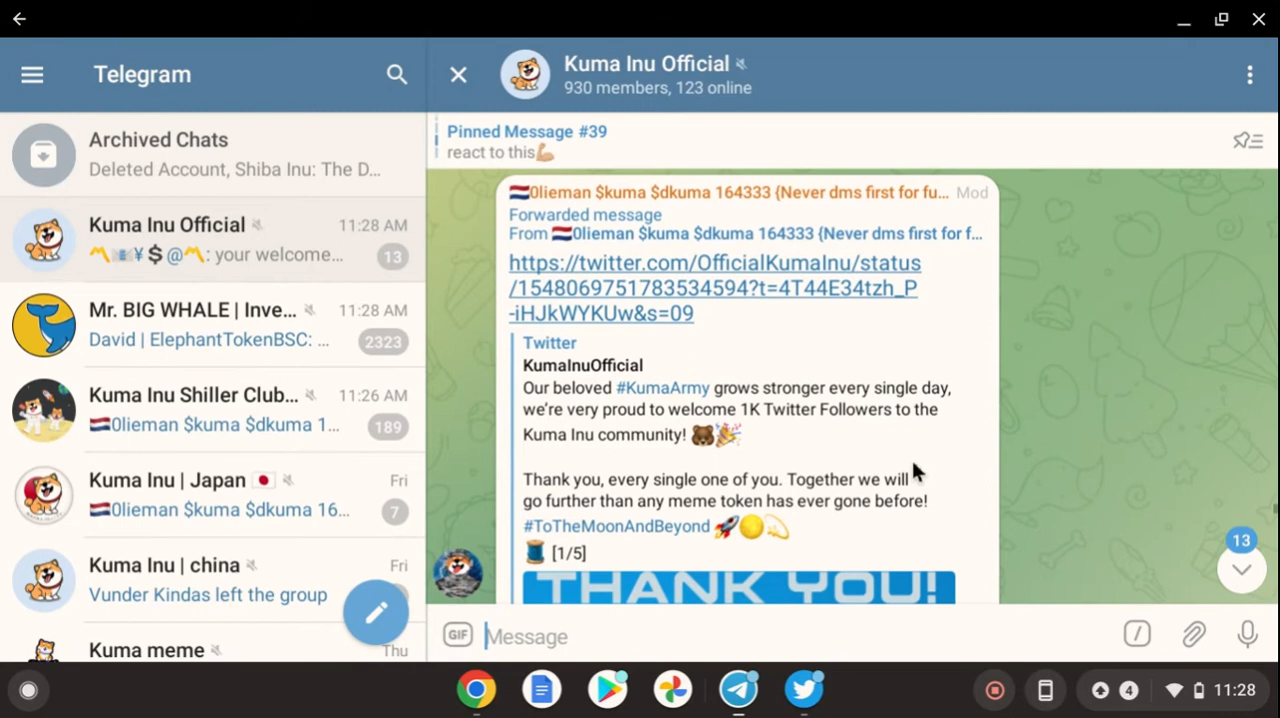 Telegram
Kuma Inu Official
930 members, 123 online
Archived Chats
Deleted Account, Shiba Inu: The D...
Kuma Inu Official
11:28 AM
〽️📧¥💲@〽️: your welcome...
13
Mr. BIG WHALE | Inve...
11:28 AM
David | ElephantTokenBSC: ...
2323
Kuma Inu Shiller Club...
11:26 AM
🇳🇱0lieman $kuma $dkuma 1...
189
Kuma Inu | Japan 🇯🇵
Fri
🇳🇱0lieman $kuma $dkuma 16...
7
Kuma Inu | china
Fri
Vunder Kindas left the group
Kuma meme
Thu
Pinned Message #39
react to this💪🏼
🇳🇱0lieman $kuma $dkuma 164333 {Never dms first for fu... Mod
Forwarded message
From 🇳🇱0lieman $kuma $dkuma 164333 {Never dms first for f...
https://twitter.com/OfficialKumaInu/status
/1548069751783534594?t=4T44E34tzh_P
-iHJkWYKUw&s=09
Twitter
KumaInuOfficial
Our beloved #KumaArmy grows stronger every single day,
we're very proud to welcome 1K Twitter Followers to the
Kuma Inu community! 🐻🎉
Thank you, every single one of you. Together we will
go further than any meme token has ever gone before!
#ToTheMoonAndBeyond 🚀🌕💫
🧵 [1/5]
THANK YOU!
13
GIF
Message
4
11:28